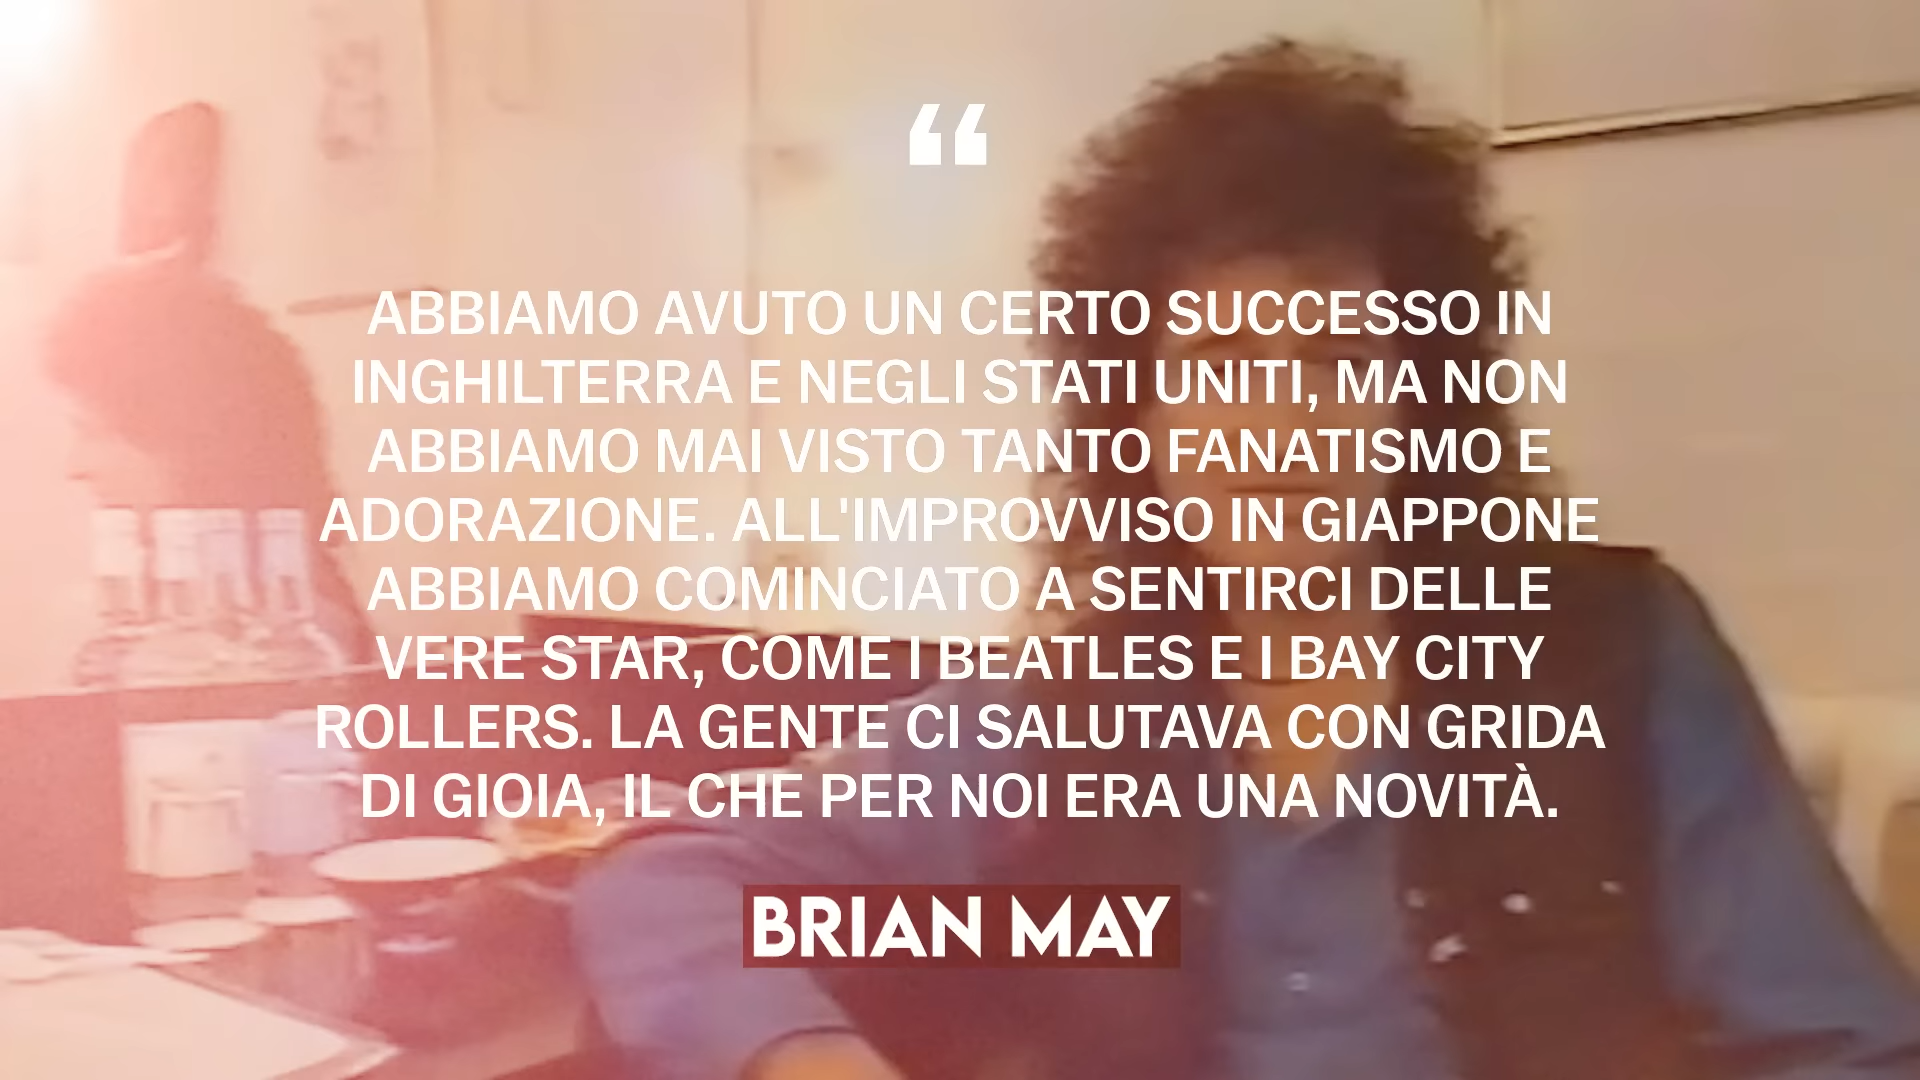 “
ABBIAMO AVUTO UN CERTO SUCCESSO IN
INGHILTERRA E NEGLI STATI UNITI, MA NON
ABBIAMO MAI VISTO TANTO FANATISMO E
ADORAZIONE. ALL'IMPROVVISO IN GIAPPONE
ABBIAMO COMINCIATO A SENTIRCI DELLE
VERE STAR, COME I BEATLES E I BAY CITY
ROLLERS. LA GENTE CI SALUTAVA CON GRIDA
DI GIOIA, IL CHE PER NOI ERA UNA NOVITÀ.
BRIAN MAY